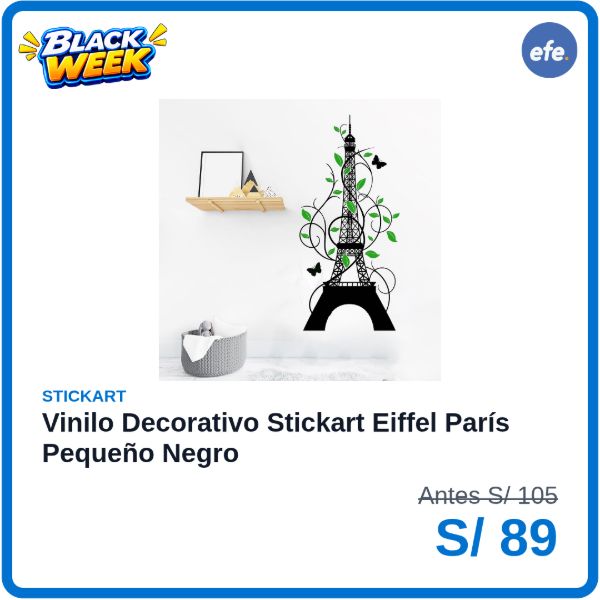 BLACK
WEEK
efe.
STICKART
Vinilo Decorativo Stickart Eiffel París
Pequeño Negro
Antes S/ 105
S/ 89